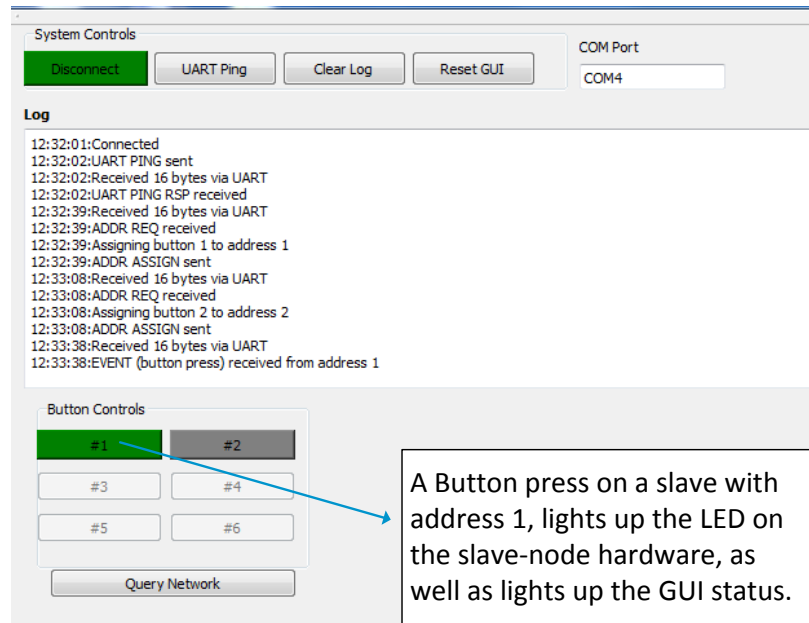 System Controls
COM Port
Disconnect UART Ping Clear Log Reset GUI
COM4
Log
12:32:01:Connected
12:32:02:UART PING sent
12:32:02:Received 16 bytes via UART
12:32:02:UART PING RSP received
12:32:39:Received 16 bytes via UART
12:32:39:ADDR REQ received
12:32:39:Assigning button 1 to address 1
12:32:39:ADDR ASSIGN sent
12:33:08:Received 16 bytes via UART
12:33:08:ADDR REQ received
12:33:08:Assigning button 2 to address 2
12:33:08:ADDR ASSIGN sent
12:33:38:Received 16 bytes via UART
12:33:38:EVENT (button press) received from address 1
Button Controls
#1 #2
#3 #4
#5 #6
Query Network
A Button press on a slave with
address 1, lights up the LED on
the slave-node hardware, as
well as lights up the GUI status.